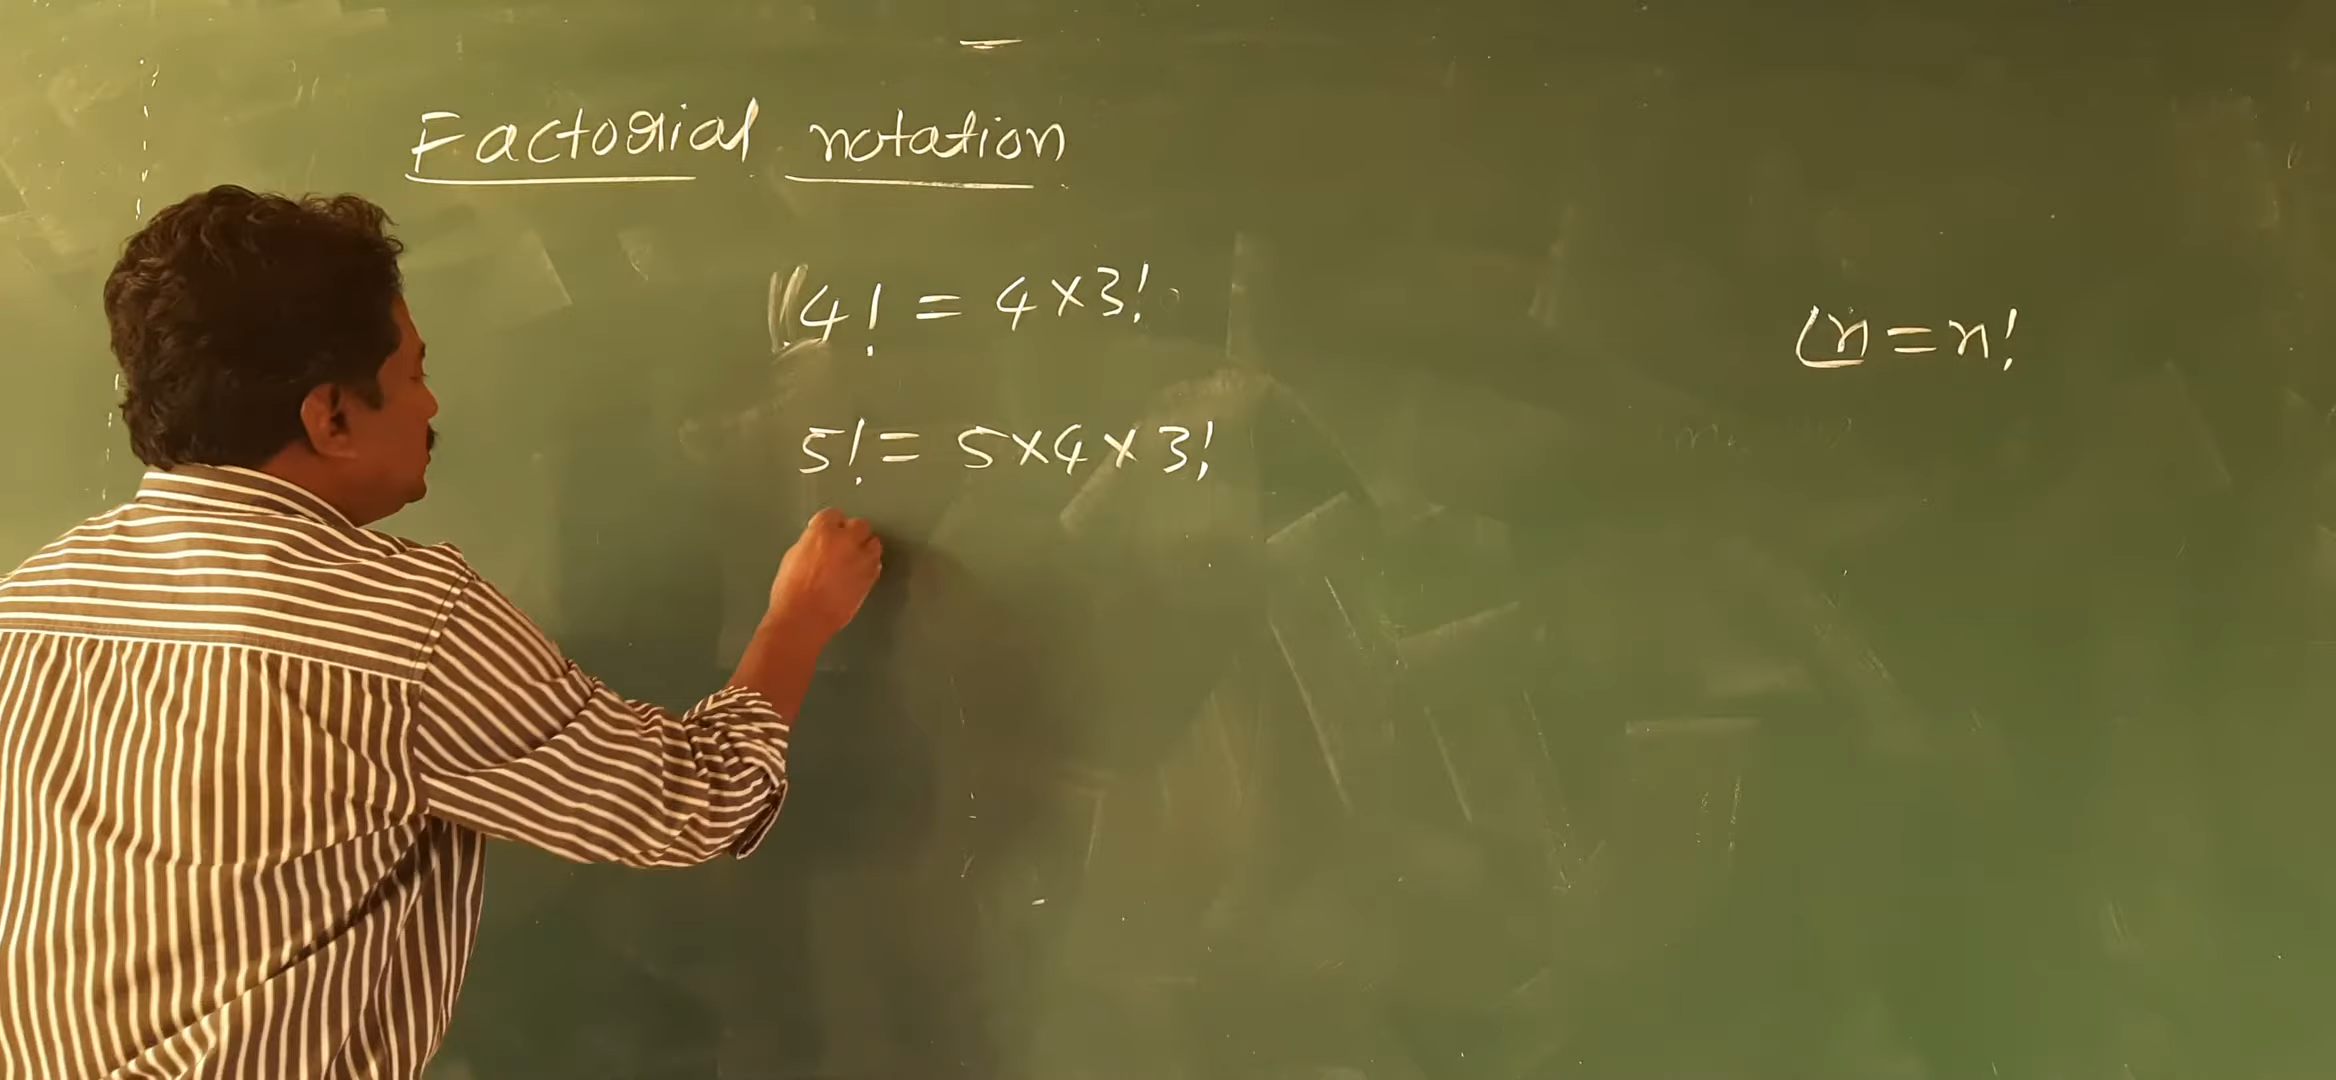 Factorial notation
4! = 4×3!
5! = 5×4×3!
⌊n = n!